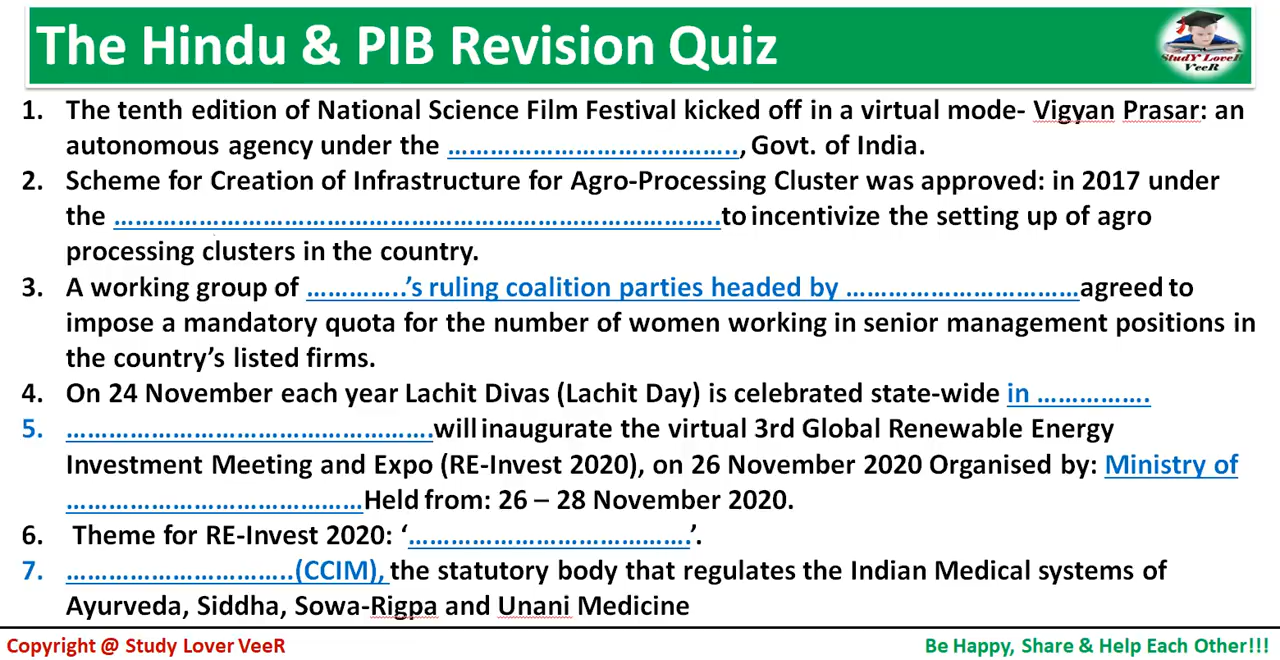 The Hindu & PIB Revision Quiz
StudY LoveR
VeeR
1. The tenth edition of National Science Film Festival kicked off in a virtual mode- Vigyan Prasar: an
autonomous agency under the …………………………………….., Govt. of India.
2. Scheme for Creation of Infrastructure for Agro-Processing Cluster was approved: in 2017 under
the ………………………………………………………………………………..to incentivize the setting up of agro
processing clusters in the country.
3. A working group of …………..’s ruling coalition parties headed by ……………………………agreed to
impose a mandatory quota for the number of women working in senior management positions in
the country’s listed firms.
4. On 24 November each year Lachit Divas (Lachit Day) is celebrated state-wide in …………….
5. …………………………………………….will inaugurate the virtual 3rd Global Renewable Energy
Investment Meeting and Expo (RE-Invest 2020), on 26 November 2020 Organised by: Ministry of
……………………………………Held from: 26 – 28 November 2020.
6. Theme for RE-Invest 2020: ‘………………………………….’.
7. …………………………..(CCIM), the statutory body that regulates the Indian Medical systems of
Ayurveda, Siddha, Sowa-Rigpa and Unani Medicine
Copyright @ Study Lover VeeR
Be Happy, Share & Help Each Other!!!